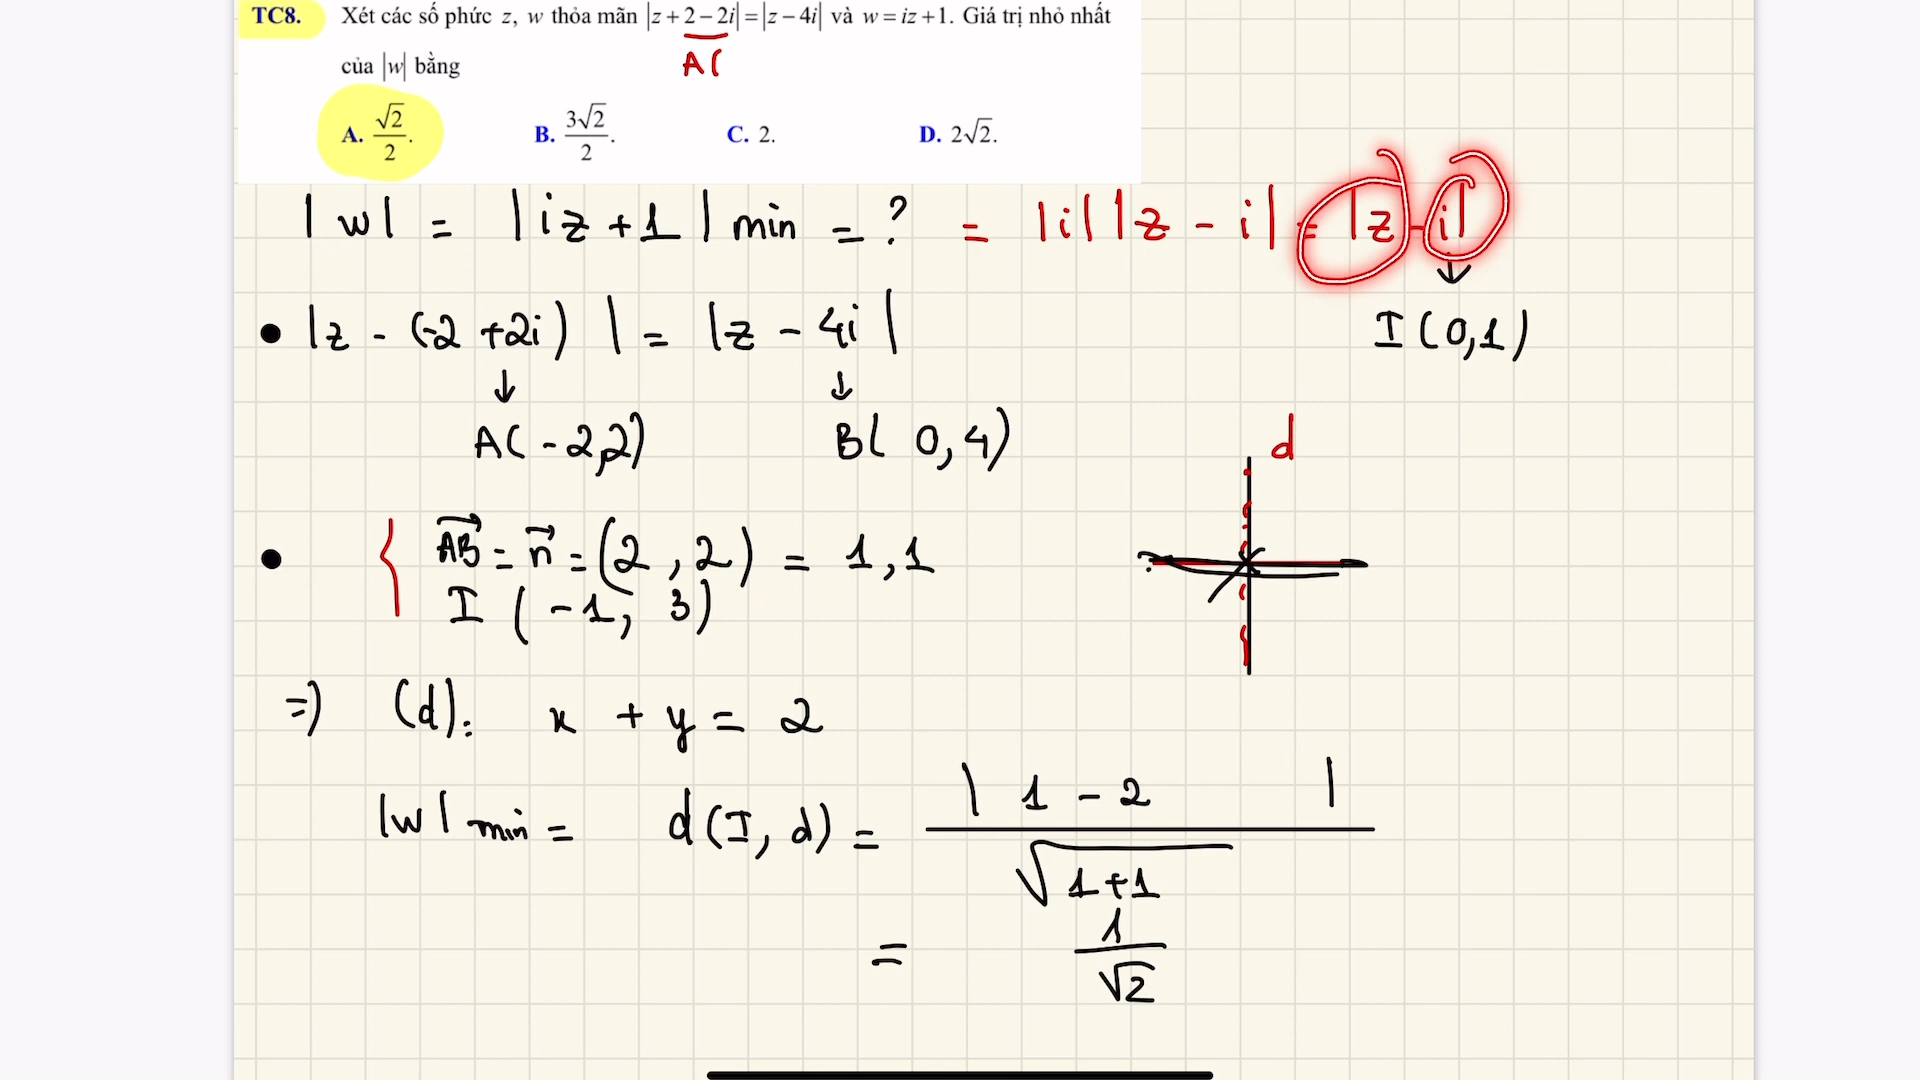 TC8. Xét các số phức z, w thỏa mãn |z+2−2i|=|z−4i| và w=iz+1. Giá trị nhỏ nhất
của |w| bằng
A(
A. √2/2. B. 3√2/2. C. 2. D. 2√2.
|w| = |iz+1| min = ? = |i||z-i| = |z-i|
↓
I(0,1)
• |z - (-2+2i)| = |z-4i|
↓ ↓
A(-2,2) B(0,4)
d
• { AB = n = (2,2) = 1,1
I(-1; 3)
=> (d): x + y = 2
|w| min = d(I, d) = |1-2| / √1+1
= 1/√2